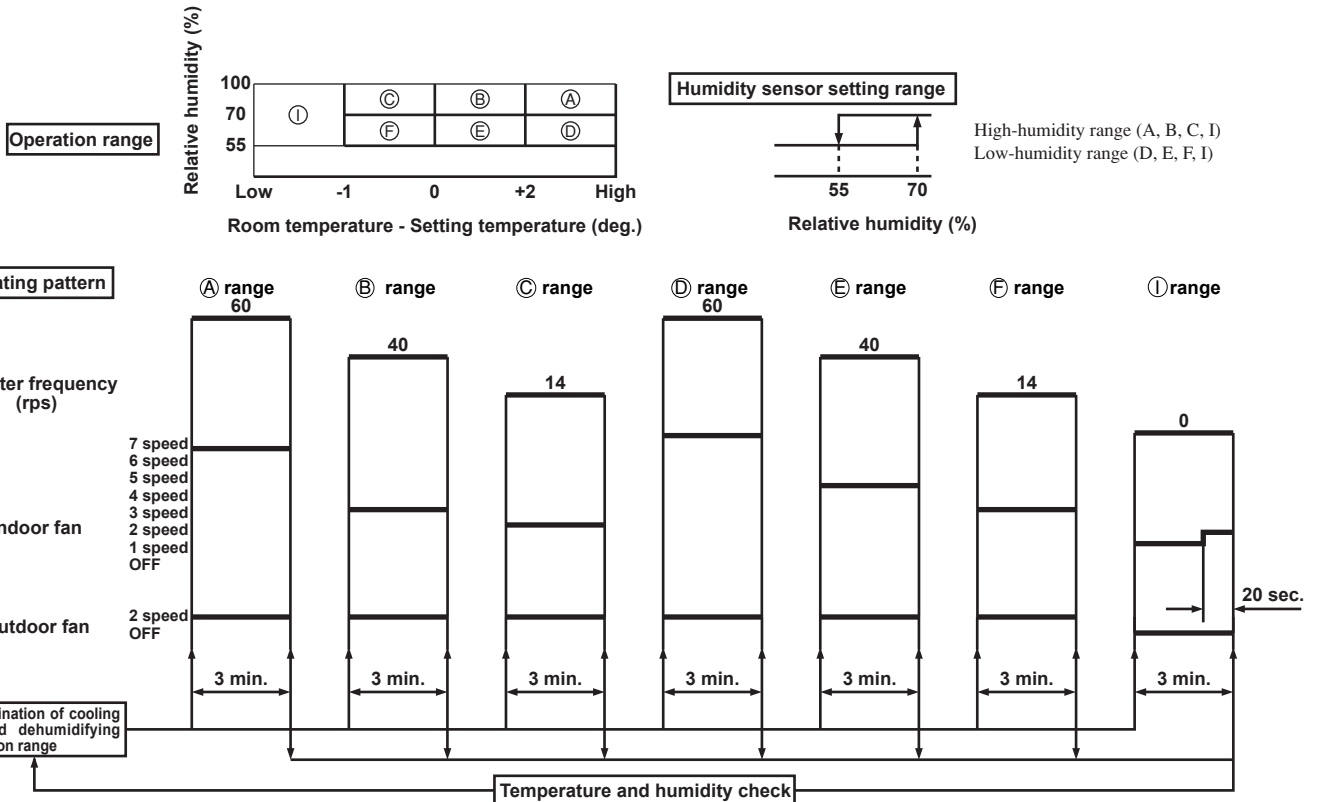 Relative humidity (%)
100
70
55
Ⓘ
Ⓒ
Ⓑ
Ⓐ
Ⓕ
Ⓔ
Ⓓ
Operation range
Low
-1
0
+2
High
Room temperature - Setting temperature (deg.)
Humidity sensor setting range
55
70
Relative humidity (%)
High-humidity range (A, B, C, I)
Low-humidity range (D, E, F, I)
ating pattern
Ⓐ range
Ⓑ range
Ⓒ range
Ⓓ range
Ⓔ range
Ⓕ range
Ⓘ range
60
40
14
60
40
14
0
ter frequency
(rps)
7 speed
6 speed
5 speed
4 speed
3 speed
2 speed
1 speed
OFF
ndoor fan
20 sec.
2 speed
OFF
utdoor fan
3 min.
3 min.
3 min.
3 min.
3 min.
3 min.
3 min.
ination of cooling
d dehumidifying
on range
Temperature and humidity check